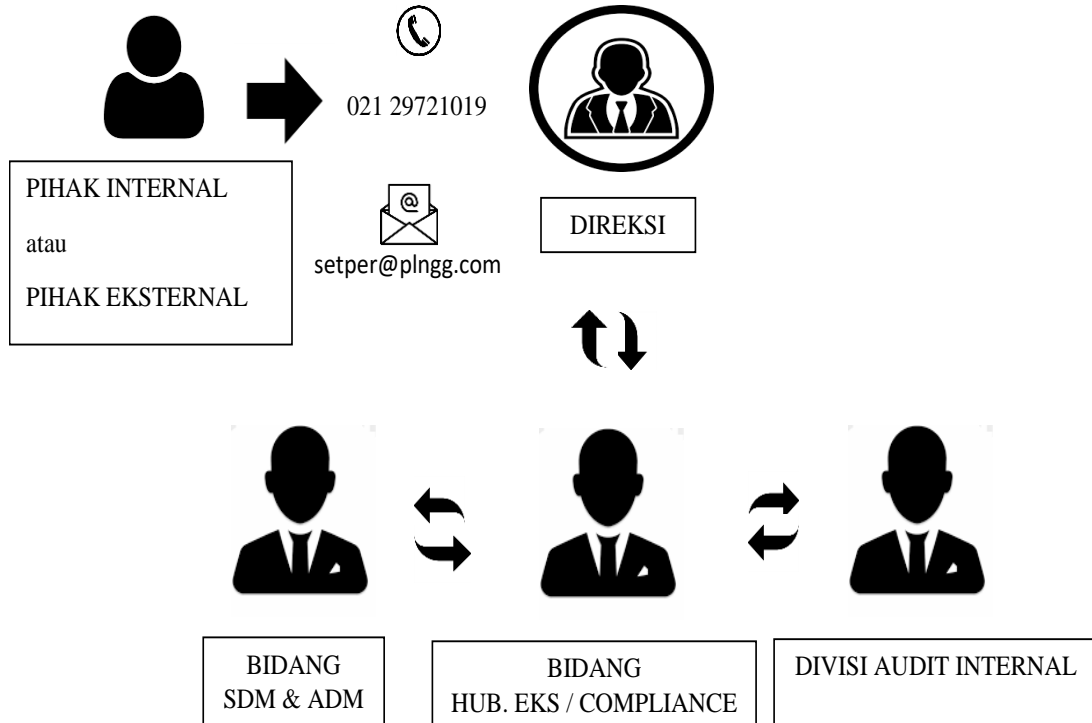 021 29721019
PIHAK INTERNAL
atau
PIHAK EKSTERNAL
@
setper@plngg.com
DIREKSI
BIDANG
SDM & ADM
BIDANG
HUB. EKS / COMPLIANCE
DIVISI AUDIT INTERNAL